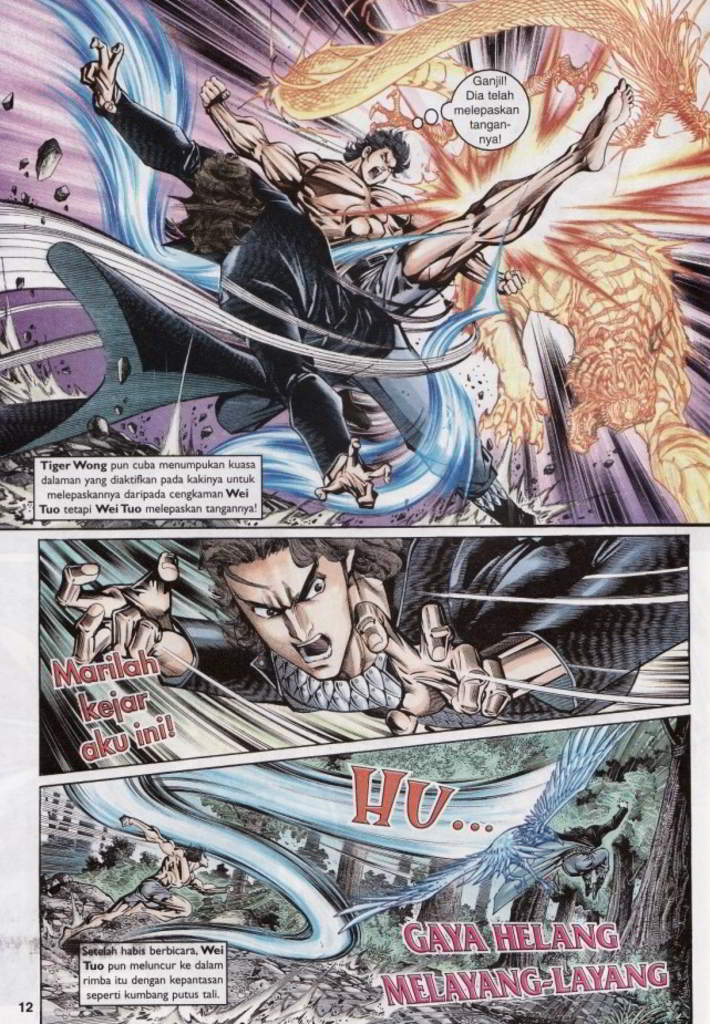 Ganjil!
Dia telah
melepaskan
tangan-
nya!
Tiger Wong pun cuba menumpukan kuasa
dalaman yang diaktifkan pada kakinya untuk
melepaskannya daripada cengkaman Wei
Tuo tetapi Wei Tuo melepaskan tangannya!
Marilah
kejar
aku ini!
HU...
GAYA HELANG
MELAYANG-LAYANG
Setelah habis berbicara, Wei
Tuo pun meluncur ke dalam
rimba itu dengan kepantasan
seperti kumbang putus tali.
12